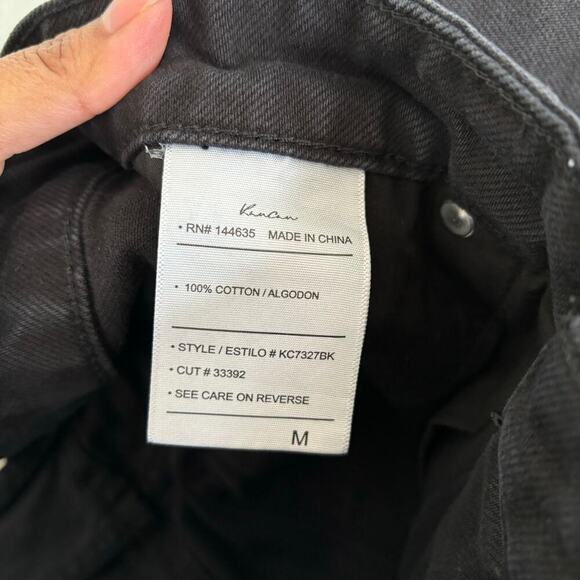 KanCan
• RN# 144635 MADE IN CHINA
• 100% COTTON / ALGODON
• STYLE / ESTILO # KC7327BK
• CUT # 33392
• SEE CARE ON REVERSE
M